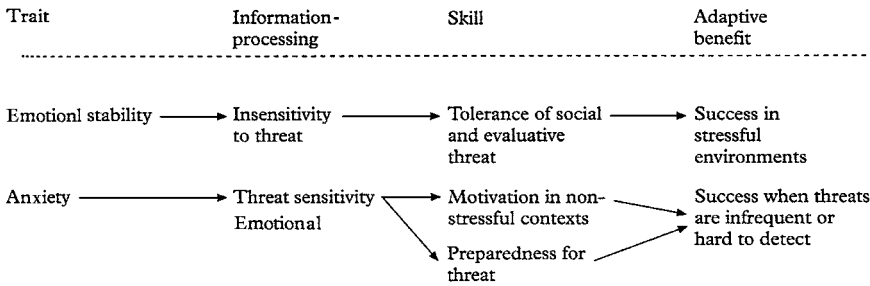 Trait
Information-
processing
Skill
Adaptive
benefit
Emotionl stability
Insensitivity
to threat
Tolerance of social
and evaluative
threat
Success in
stressful
environments
Anxiety
Threat sensitivity
Emotional
Motivation in non-
stressful contexts
Preparedness for
threat
Success when threats
are infrequent or
hard to detect